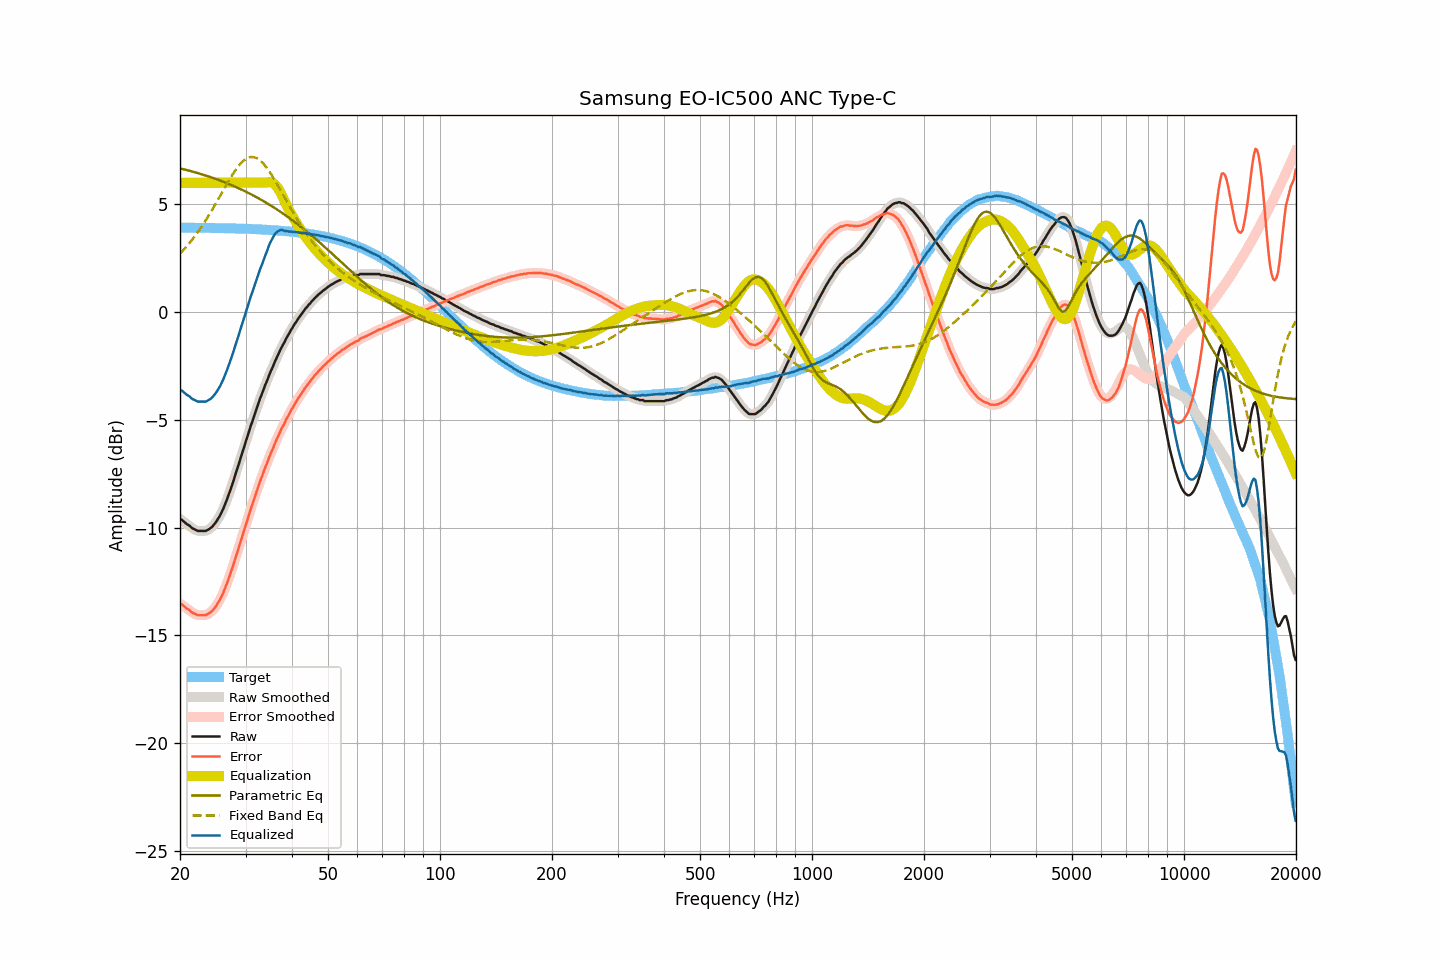 Samsung EO-IC500 ANC Type-C
Amplitude (dBr)
5
0
−5
−10
−15
−20
−25
Target
Raw Smoothed
Error Smoothed
Raw
Error
Equalization
Parametric Eq
Fixed Band Eq
Equalized
20 50 100 200 500 1000 2000 5000 10000 20000
Frequency (Hz)